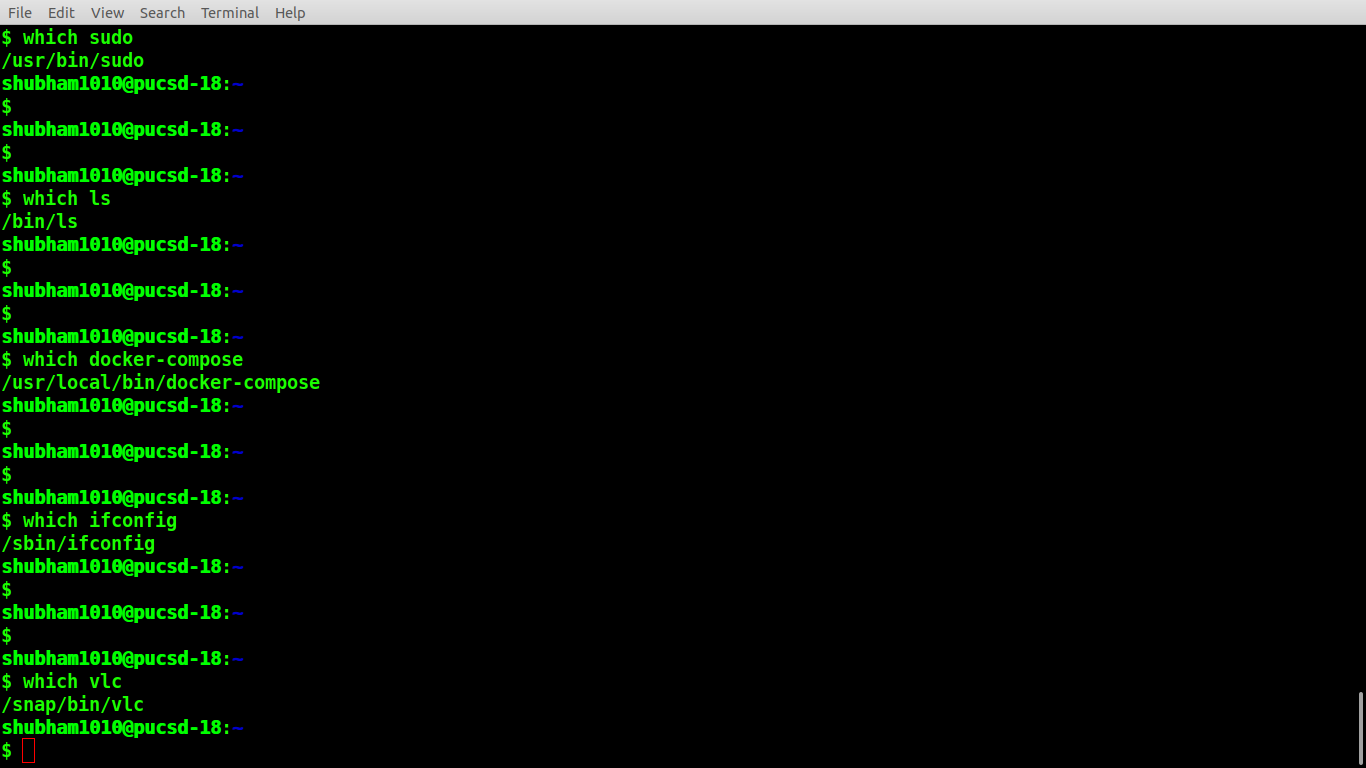 File Edit View Search Terminal Help
$ which sudo
/usr/bin/sudo
shubham1010@pucsd-18:~
$
shubham1010@pucsd-18:~
$
shubham1010@pucsd-18:~
$ which ls
/bin/ls
shubham1010@pucsd-18:~
$
shubham1010@pucsd-18:~
$
shubham1010@pucsd-18:~
$ which docker-compose
/usr/local/bin/docker-compose
shubham1010@pucsd-18:~
$
shubham1010@pucsd-18:~
$
shubham1010@pucsd-18:~
$ which ifconfig
/sbin/ifconfig
shubham1010@pucsd-18:~
$
shubham1010@pucsd-18:~
$
shubham1010@pucsd-18:~
$ which vlc
/snap/bin/vlc
shubham1010@pucsd-18:~
$